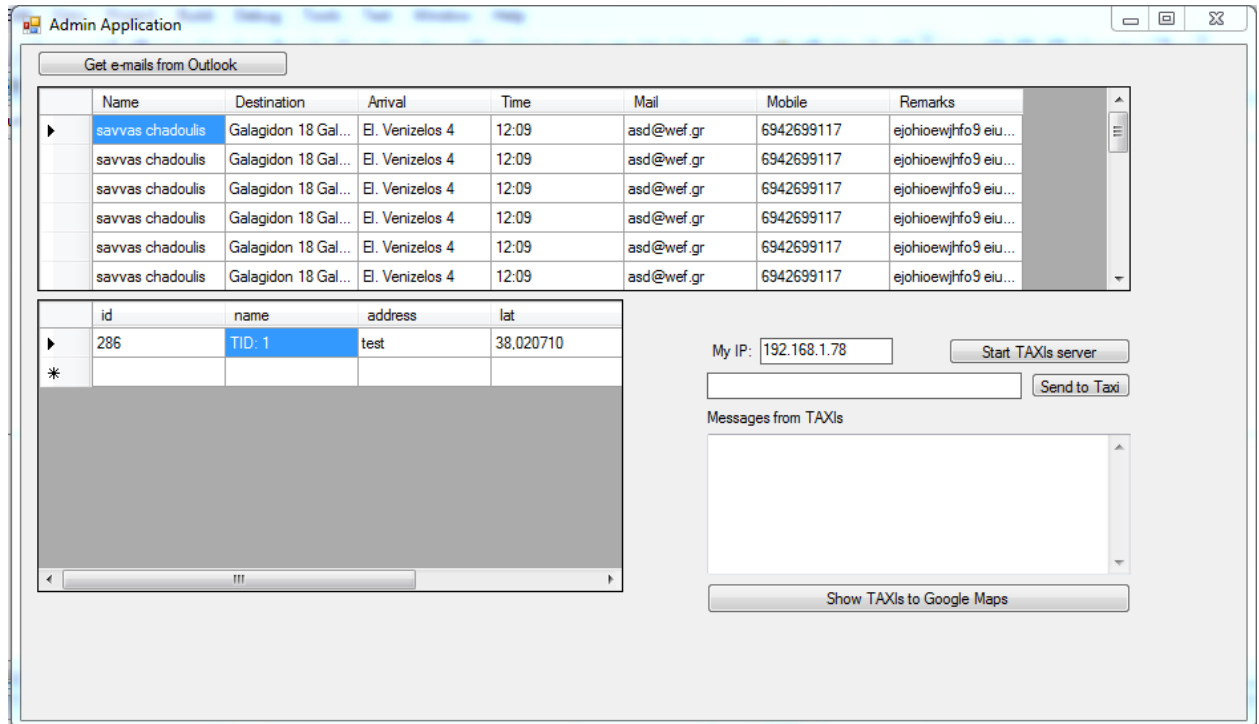 Admin Application
Get e-mails from Outlook
Name Destination Arrival Time Mail Mobile Remarks
savvas chadoulis Galagidon 18 Gal... El. Venizelos 4 12:09 asd@wef.gr 6942699117 ejohioewjhfo9 eiu...
savvas chadoulis Galagidon 18 Gal... El. Venizelos 4 12:09 asd@wef.gr 6942699117 ejohioewjhfo9 eiu...
savvas chadoulis Galagidon 18 Gal... El. Venizelos 4 12:09 asd@wef.gr 6942699117 ejohioewjhfo9 eiu...
savvas chadoulis Galagidon 18 Gal... El. Venizelos 4 12:09 asd@wef.gr 6942699117 ejohioewjhfo9 eiu...
savvas chadoulis Galagidon 18 Gal... El. Venizelos 4 12:09 asd@wef.gr 6942699117 ejohioewjhfo9 eiu...
savvas chadoulis Galagidon 18 Gal... El. Venizelos 4 12:09 asd@wef.gr 6942699117 ejohioewjhfo9 eiu...
id name address lat
286 TID: 1 test 38,020710
My IP: 192.168.1.78 Start TAXIs server
Send to Taxi
Messages from TAXIs
Show TAXIs to Google Maps